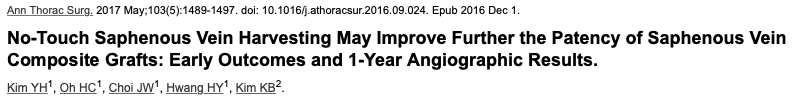 Ann Thorac Surg. 2017 May;103(5):1489-1497. doi: 10.1016/j.athoracsur.2016.09.024. Epub 2016 Dec 1.
No-Touch Saphenous Vein Harvesting May Improve Further the Patency of Saphenous Vein
Composite Grafts: Early Outcomes and 1-Year Angiographic Results.
Kim YH1, Oh HC1, Choi JW1, Hwang HY1, Kim KB2.